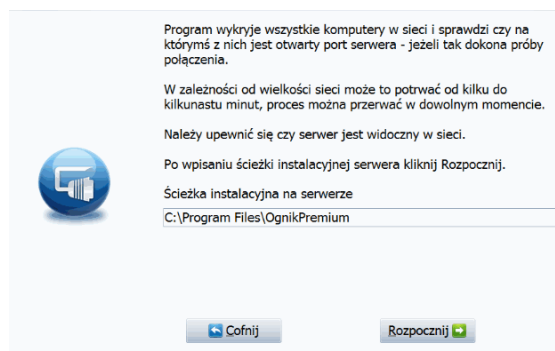 Program wykryje wszystkie komputery w sieci i sprawdzi czy na
którymś z nich jest otwarty port serwera - jeżeli tak dokona próby
połączenia.
W zależności od wielkości sieci może to potrwać od kilku do
kilkunastu minut, proces można przerwać w dowolnym momencie.
Należy upewnić się czy serwer jest widoczny w sieci.
Po wpisaniu ścieżki instalacyjnej serwera kliknij Rozpocznij.
Ścieżka instalacyjna na serwerze
C:\Program Files\OgnikPremium
Cofnij
Rozpocznij